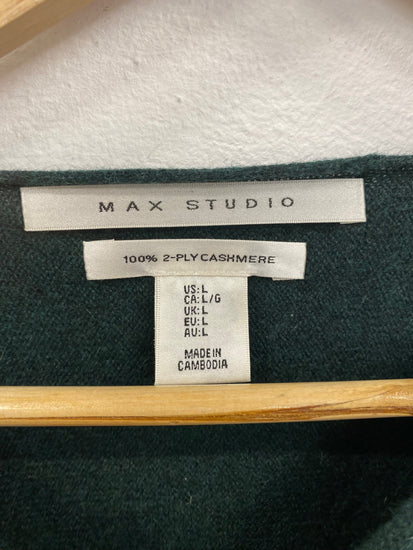 MAX STUDIO
100% 2-PLY CASHMERE
US: L
CA: L/G
UK: L
EU: L
AU: L
MADE IN
CAMBODIA